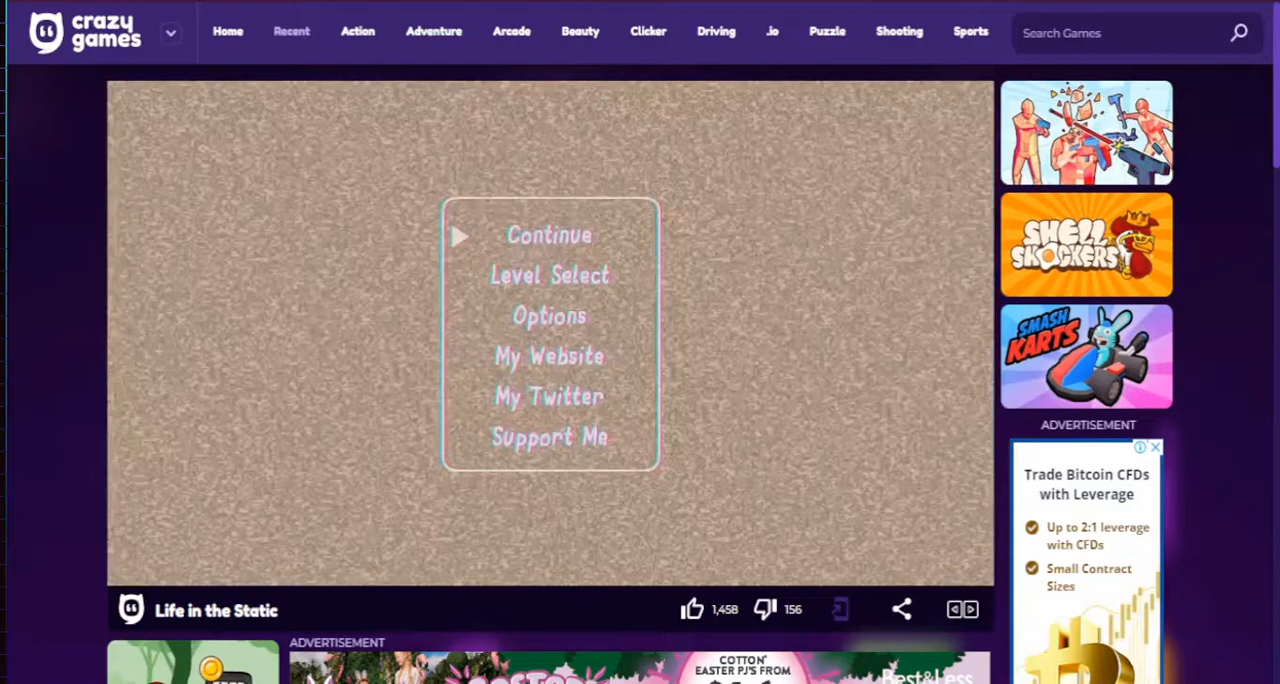 crazy
games
Home
Recent
Action
Adventure
Arcade
Beauty
Clicker
Driving
.io
Puzzle
Shooting
Sports
Search Games
Continue
Level Select
Options
My Website
My Twitter
Support Me
SHELL
SHOCKERS
SMASH
KARTS
ADVERTISEMENT
Trade Bitcoin CFDs
with Leverage
Up to 2:1 leverage
with CFDs
Small Contract
Sizes
Life in the Static
1,458
156
ADVERTISEMENT
COTTON
EASTER PJ'S FROM
Best&Less